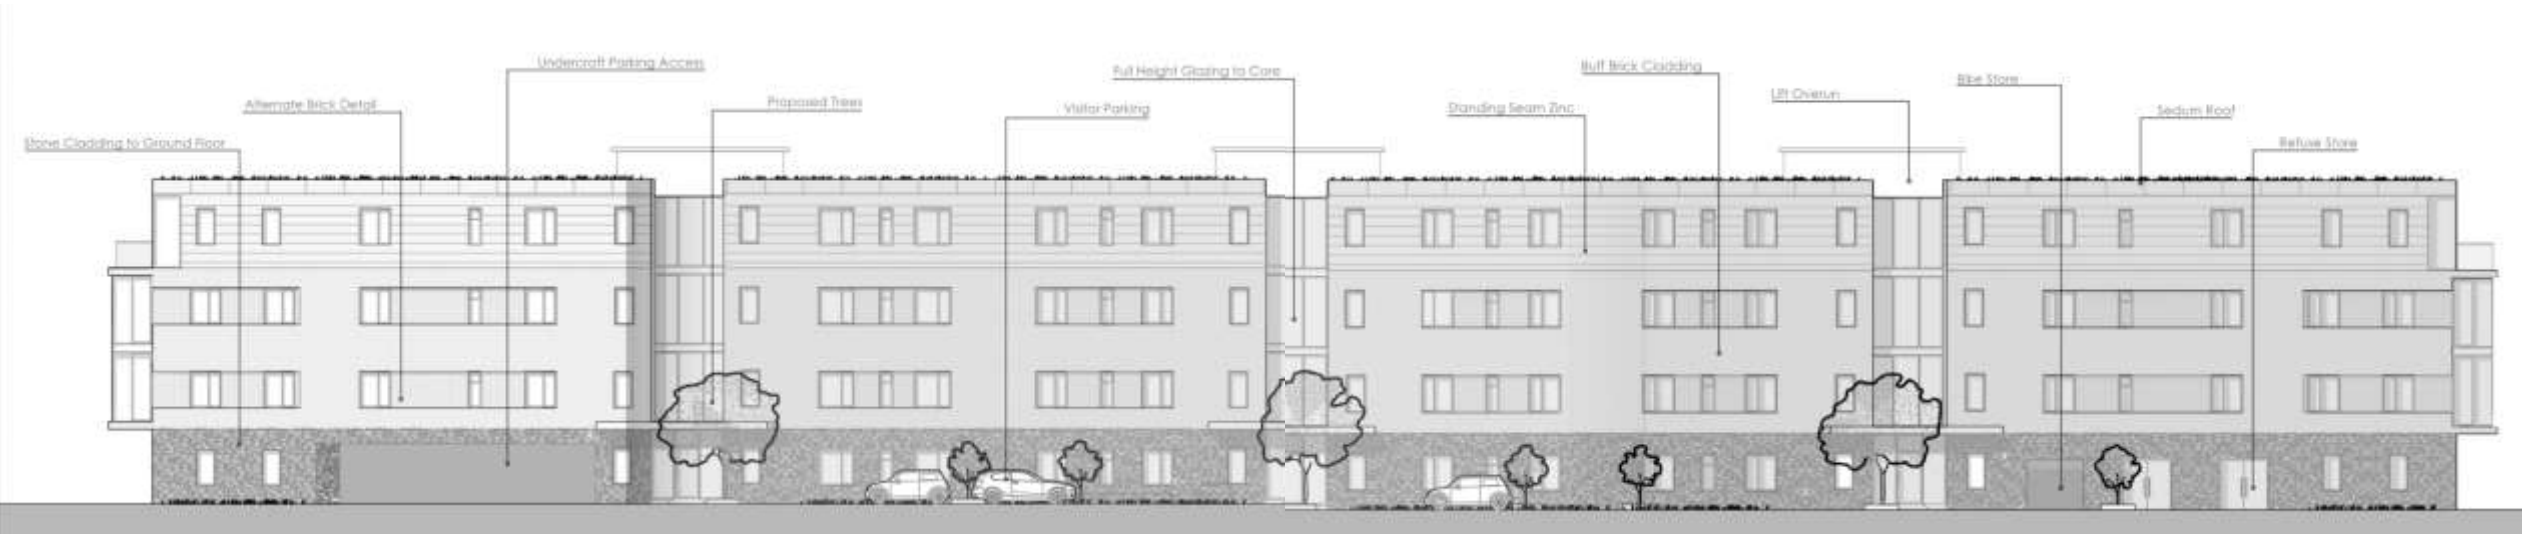 Undercroft Parking Access
Full Height Glazing to Core
Buff Brick Cladding
Bike Store
Alternate Brick Detail
Proposed Trees
Visitor Parking
Standing Seam Zinc
Lift Overun
Sedum Roof
Stone Cladding to Ground Floor
Refuse Store